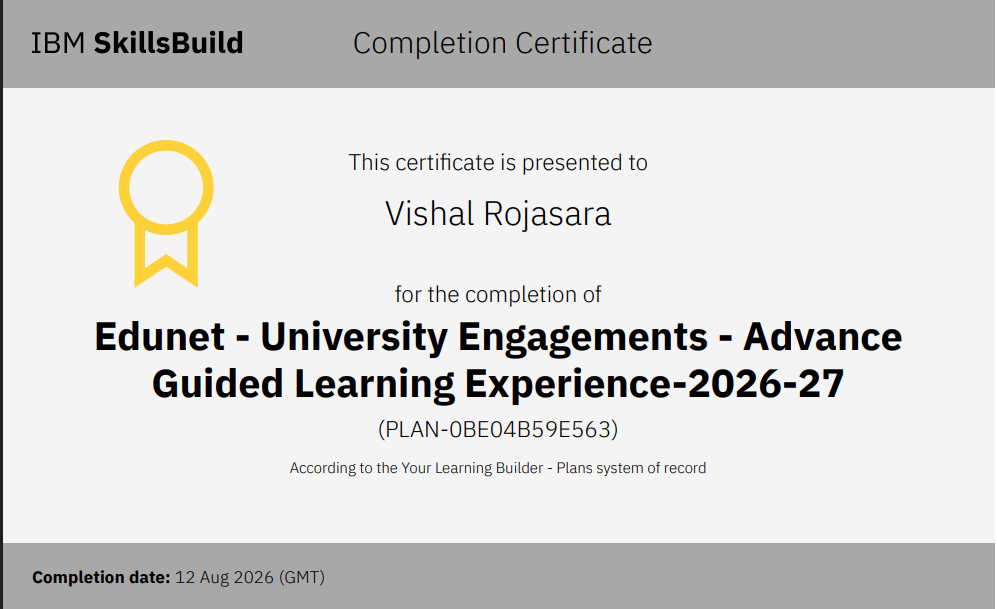 IBM SkillsBuild
Completion Certificate
This certificate is presented to
Vishal Rojasara
for the completion of
Edunet - University Engagements - Advance
Guided Learning Experience-2026-27
(PLAN-0BE04B59E563)
According to the Your Learning Builder - Plans system of record
Completion date: 12 Aug 2026 (GMT)